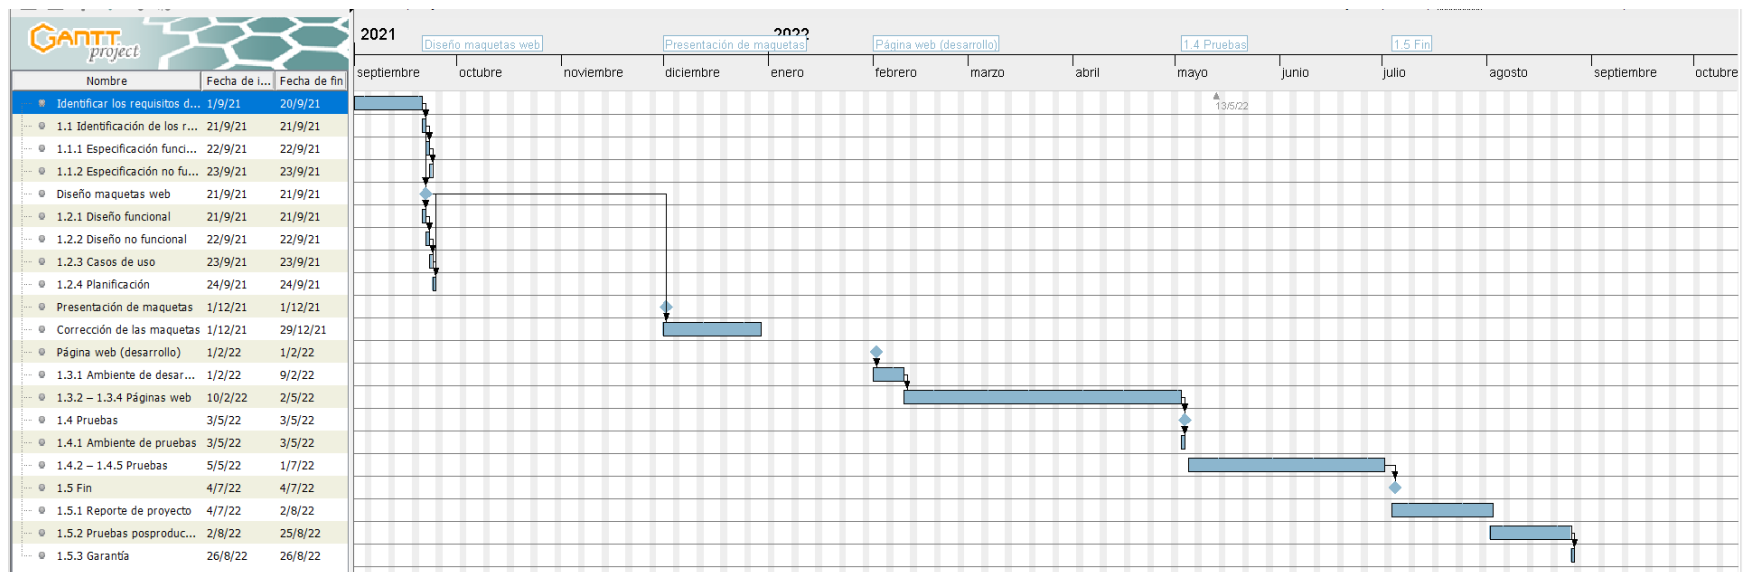 GANTT
project
2021
2022
Diseño maquetas web
Presentación de maquetas
Página web (desarrollo)
1.4 Pruebas
1.5 Fin
Nombre Fecha de i... Fecha de fin
septiembre octubre noviembre diciembre enero febrero marzo abril mayo junio julio agosto septiembre octubre
13/5/22
Identificar los requisitos d... 1/9/21 20/9/21
1.1 Identificación de los r... 21/9/21 21/9/21
1.1.1 Especificación funci... 22/9/21 22/9/21
1.1.2 Especificación no fu... 23/9/21 23/9/21
Diseño maquetas web 21/9/21 21/9/21
1.2.1 Diseño funcional 21/9/21 21/9/21
1.2.2 Diseño no funcional 22/9/21 22/9/21
1.2.3 Casos de uso 23/9/21 23/9/21
1.2.4 Planificación 24/9/21 24/9/21
Presentación de maquetas 1/12/21 1/12/21
Corrección de las maquetas 1/12/21 29/12/21
Página web (desarrollo) 1/2/22 1/2/22
1.3.1 Ambiente de desar... 1/2/22 9/2/22
1.3.2 – 1.3.4 Páginas web 10/2/22 2/5/22
1.4 Pruebas 3/5/22 3/5/22
1.4.1 Ambiente de pruebas 3/5/22 3/5/22
1.4.2 – 1.4.5 Pruebas 5/5/22 1/7/22
1.5 Fin 4/7/22 4/7/22
1.5.1 Reporte de proyecto 4/7/22 2/8/22
1.5.2 Pruebas posproduc... 2/8/22 25/8/22
1.5.3 Garantía 26/8/22 26/8/22